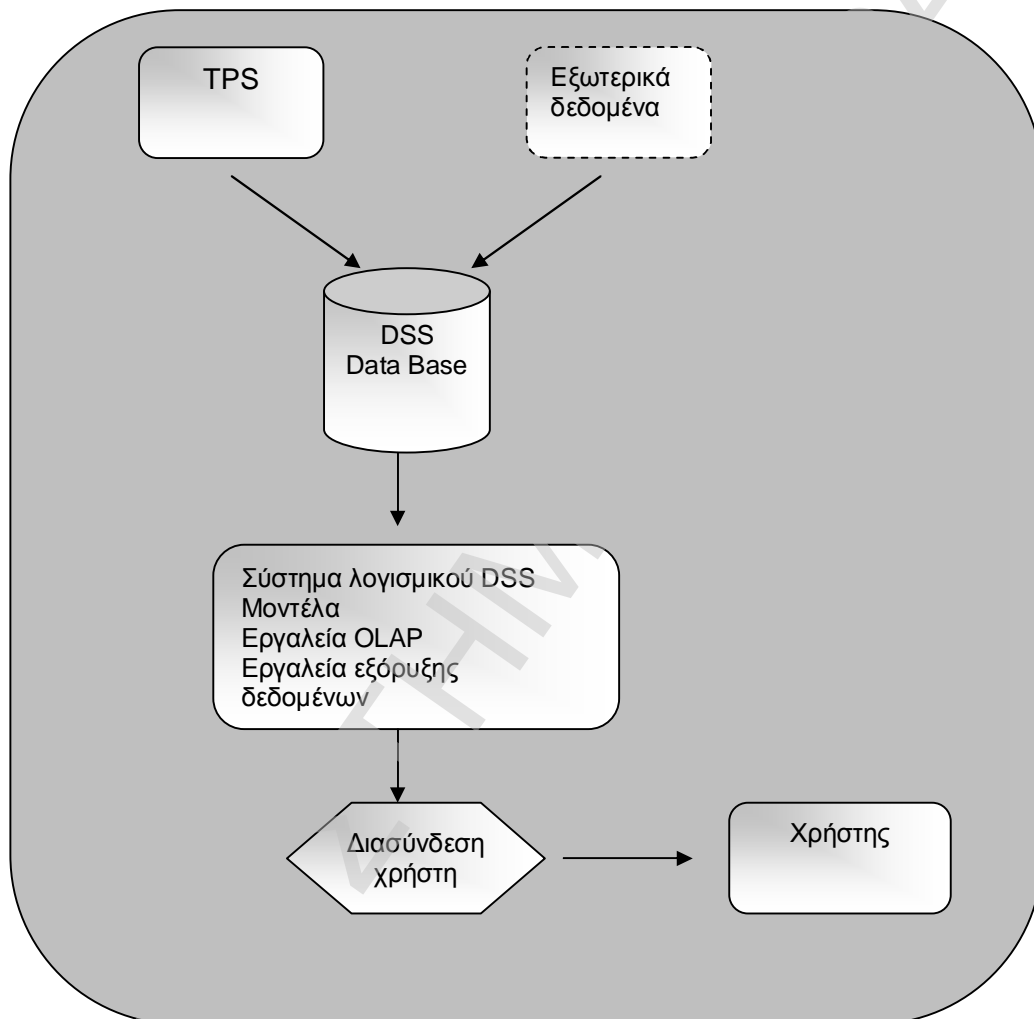 TPS
Εξωτερικά
δεδομένα
DSS
Data Base
Σύστημα λογισμικού DSS
Μοντέλα
Εργαλεία OLAP
Εργαλεία εξόρυξης
δεδομένων
Διασύνδεση
χρήστη
Χρήστης